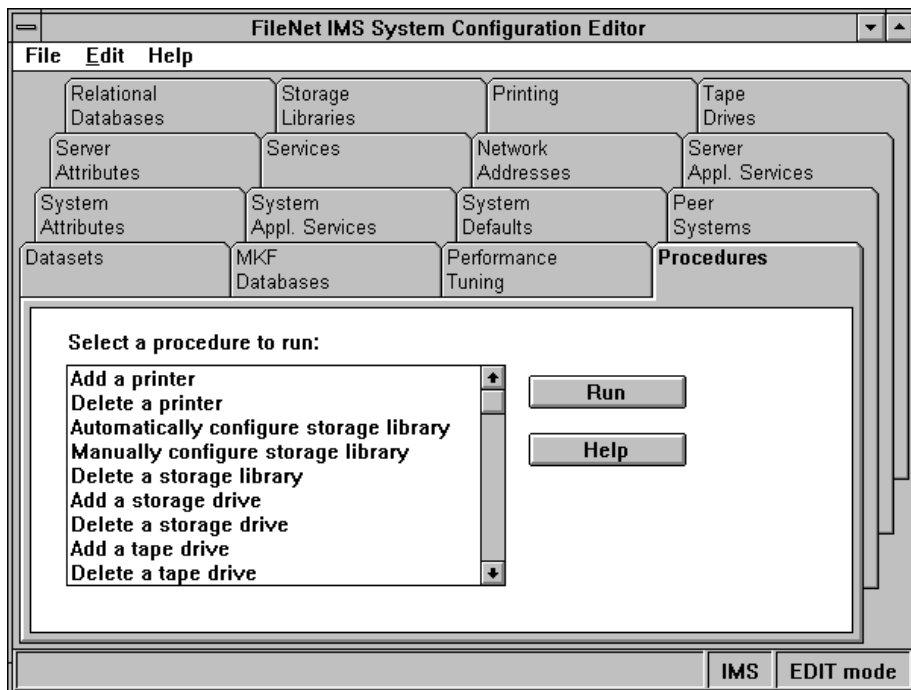 FileNet IMS System Configuration Editor
File Edit Help
Relational Databases
Storage Libraries
Printing
Tape Drives
Server Attributes
Services
Network Addresses
Server Appl. Services
System Attributes
System Appl. Services
System Defaults
Peer Systems
Datasets
MKF Databases
Performance Tuning
Procedures
Select a procedure to run:
Add a printer
Delete a printer
Automatically configure storage library
Manually configure storage library
Delete a storage library
Add a storage drive
Delete a storage drive
Add a tape drive
Delete a tape drive
Run
Help
IMS
EDIT mode